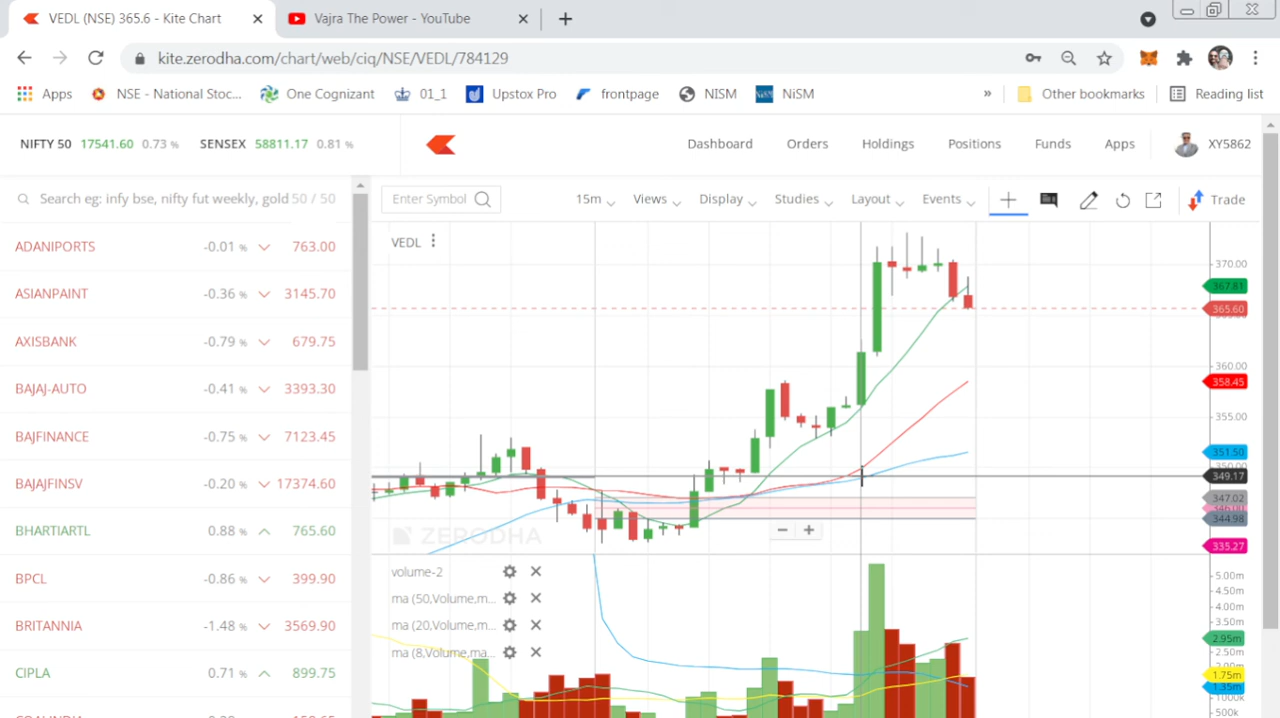 VEDL (NSE) 365.6 - Kite Chart
Vajra The Power - YouTube
kite.zerodha.com/chart/web/ciq/NSE/VEDL/784129
Apps NSE - National Stoc... One Cognizant 01_1 Upstox Pro frontpage NISM NiSM » Other bookmarks Reading list
NIFTY 50 17541.60 0.73 % SENSEX 58811.17 0.81 %
Dashboard Orders Holdings Positions Funds Apps XY5862
Search eg: infy bse, nifty fut weekly, gold 50 / 50
Enter Symbol 15m Views Display Studies Layout Events Trade
ADANIPORTS -0.01 % 763.00
ASIANPAINT -0.36 % 3145.70
AXISBANK -0.79 % 679.75
BAJAJ-AUTO -0.41 % 3393.30
BAJFINANCE -0.75 % 7123.45
BAJAJFINSV -0.20 % 17374.60
BHARTIARTL 0.88 % 765.60
BPCL -0.86 % 399.90
BRITANNIA -1.48 % 3569.90
CIPLA 0.71 % 899.75
VEDL
370.00
367.81
365.60
360.00
358.45
355.00
351.50
350.00
349.17
347.02
344.98
335.27
ZERODHA
volume-2
ma (50,Volume,m...
ma (20,Volume,m...
ma (8,Volume,ma...
5.00m
4.50m
4.00m
3.50m
2.95m
2.50m
1.75m
1.35m
1000k
500k